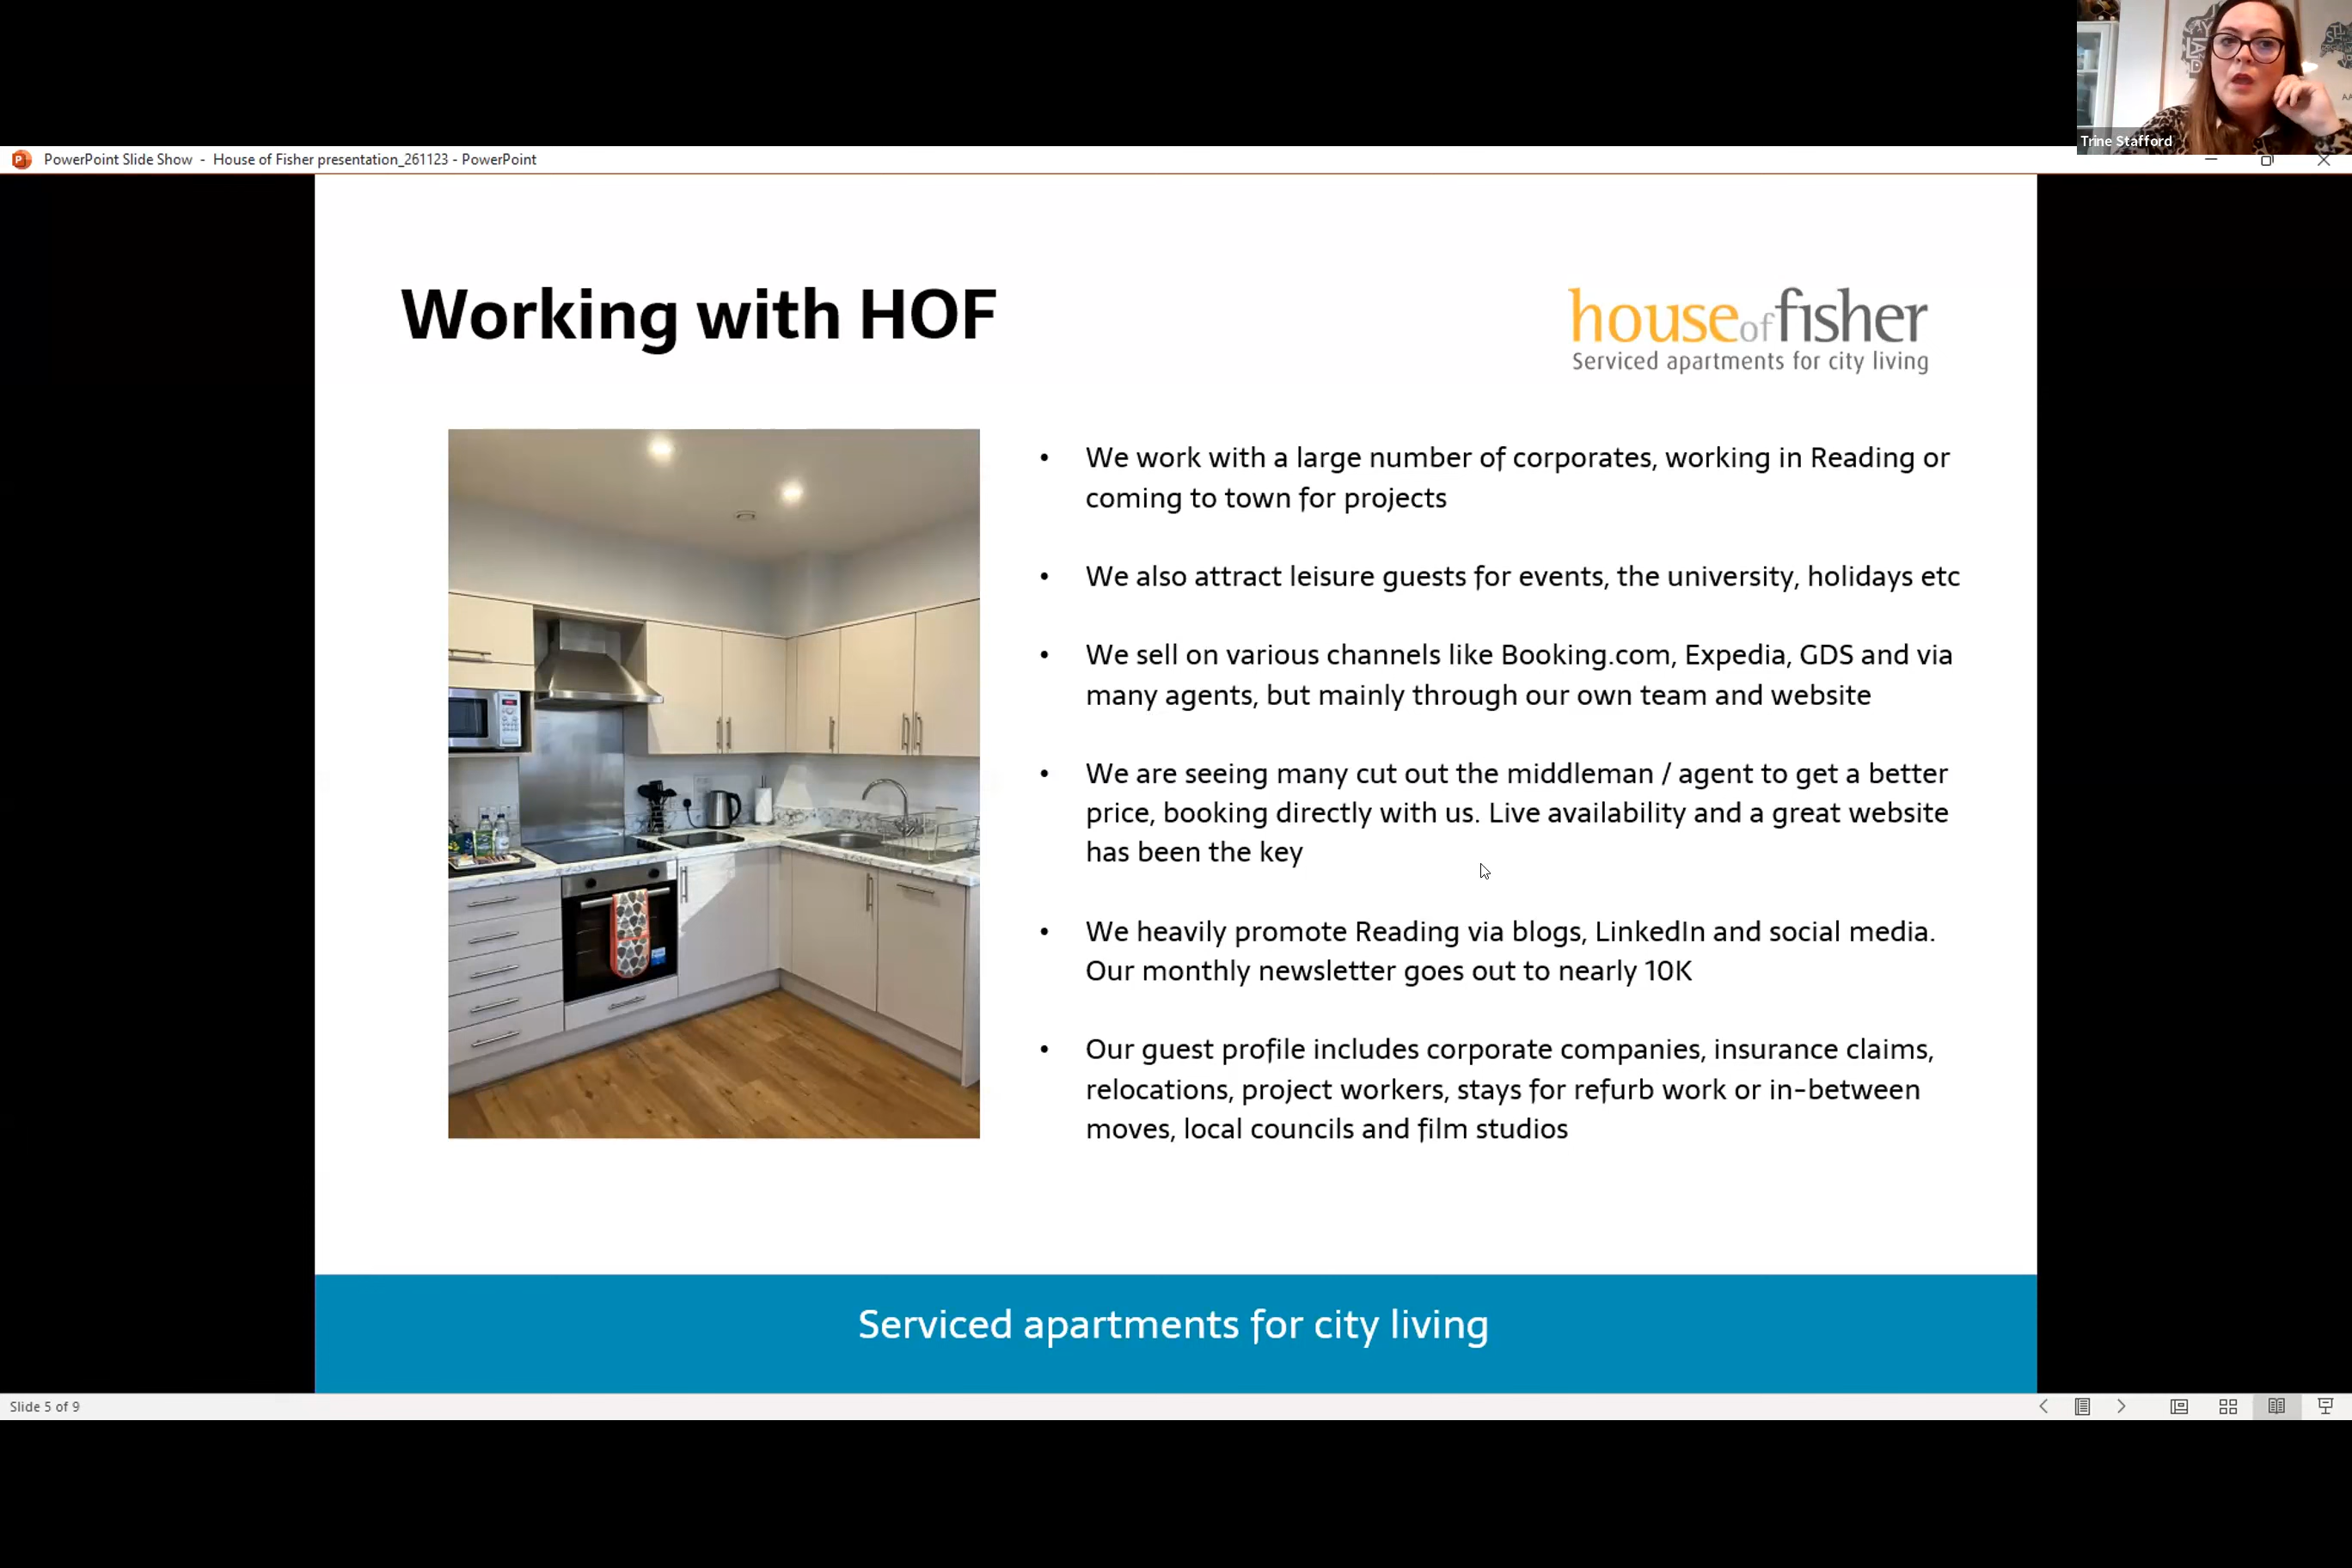 Trine Stafford
PowerPoint Slide Show - House of Fisher presentation_261123 - PowerPoint
Working with HOF
houseoffisher
Serviced apartments for city living
• We work with a large number of corporates, working in Reading or
coming to town for projects
• We also attract leisure guests for events, the university, holidays etc
• We sell on various channels like Booking.com, Expedia, GDS and via
many agents, but mainly through our own team and website
• We are seeing many cut out the middleman / agent to get a better
price, booking directly with us. Live availability and a great website
has been the key
• We heavily promote Reading via blogs, LinkedIn and social media.
Our monthly newsletter goes out to nearly 10K
• Our guest profile includes corporate companies, insurance claims,
relocations, project workers, stays for refurb work or in-between
moves, local councils and film studios
Serviced apartments for city living
Slide 5 of 9